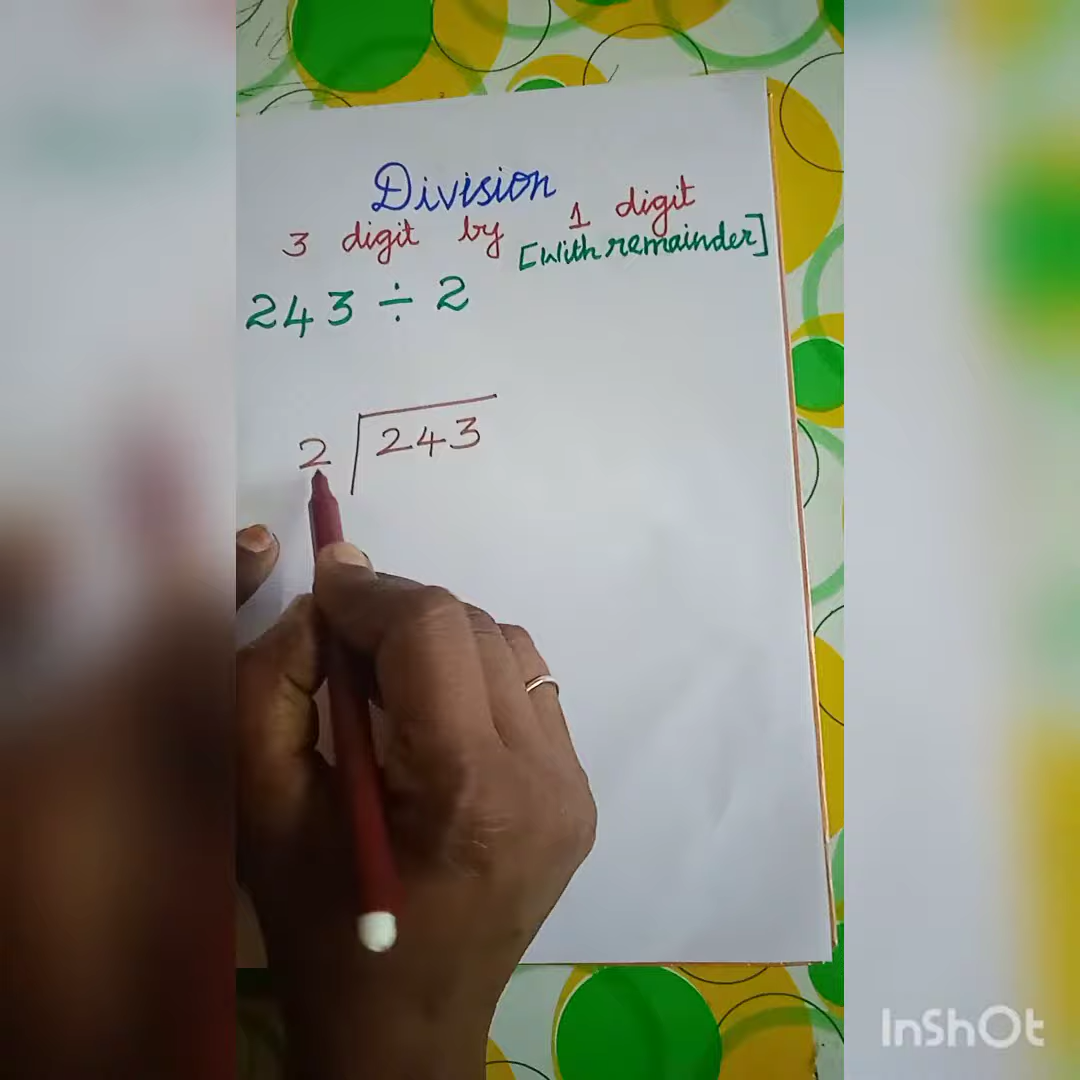 Division
3 digit by 1 digit
[With remainder]
243 ÷ 2
2 243
InShOt